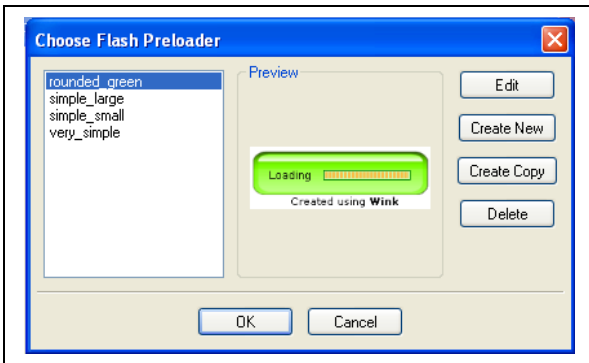 Choose Flash Preloader
rounded_green
simple_large
simple_small
very_simple
Preview
Loading
Created using Wink
Edit
Create New
Create Copy
Delete
OK
Cancel